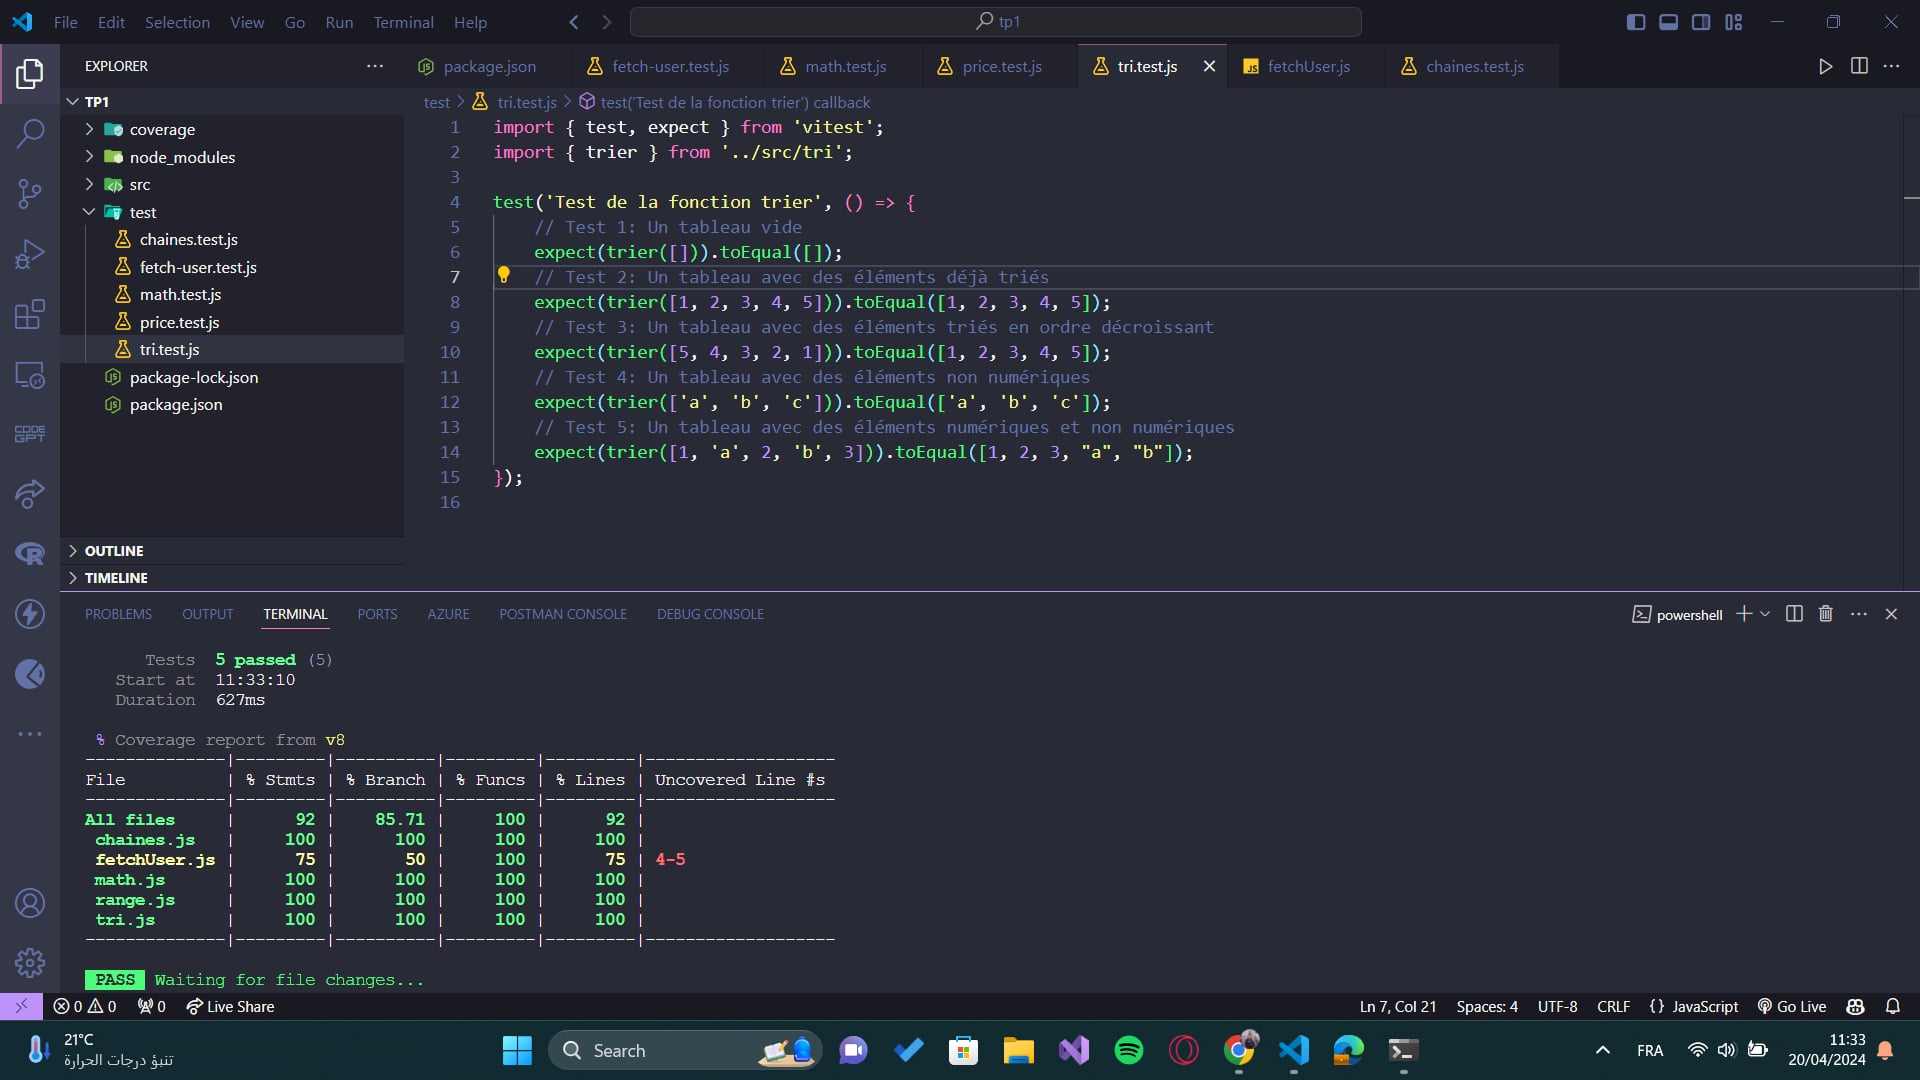 File Edit Selection View Go Run Terminal Help
tp1
EXPLORER
package.json
fetch-user.test.js
math.test.js
price.test.js
tri.test.js
fetchUser.js
chaines.test.js
TP1
coverage
node_modules
src
test
chaines.test.js
fetch-user.test.js
math.test.js
price.test.js
tri.test.js
package-lock.json
package.json
OUTLINE
TIMELINE
test > tri.test.js > test('Test de la fonction trier') callback
1 import { test, expect } from 'vitest';
2 import { trier } from '../src/tri';
3
4 test('Test de la fonction trier', () => {
5 // Test 1: Un tableau vide
6 expect(trier([])).toEqual([]);
7 // Test 2: Un tableau avec des éléments déjà triés
8 expect(trier([1, 2, 3, 4, 5])).toEqual([1, 2, 3, 4, 5]);
9 // Test 3: Un tableau avec des éléments triés en ordre décroissant
10 expect(trier([5, 4, 3, 2, 1])).toEqual([1, 2, 3, 4, 5]);
11 // Test 4: Un tableau avec des éléments non numériques
12 expect(trier(['a', 'b', 'c'])).toEqual(['a', 'b', 'c']);
13 // Test 5: Un tableau avec des éléments numériques et non numériques
14 expect(trier([1, 'a', 2, 'b', 3])).toEqual([1, 2, 3, "a", "b"]);
15 });
16
PROBLEMS OUTPUT TERMINAL PORTS AZURE POSTMAN CONSOLE DEBUG CONSOLE
powershell
Tests 5 passed (5)
Start at 11:33:10
Duration 627ms
% Coverage report from v8
--------------|---------|----------|---------|---------|-------------------
File | % Stmts | % Branch | % Funcs | % Lines | Uncovered Line #s
--------------|---------|----------|---------|---------|-------------------
All files | 92 | 85.71 | 100 | 92 |
chaines.js | 100 | 100 | 100 | 100 |
fetchUser.js | 75 | 50 | 100 | 75 | 4-5
math.js | 100 | 100 | 100 | 100 |
range.js | 100 | 100 | 100 | 100 |
tri.js | 100 | 100 | 100 | 100 |
--------------|---------|----------|---------|---------|-------------------
PASS Waiting for file changes...
CODE GPT
0 0 0 Live Share
Ln 7, Col 21 Spaces: 4 UTF-8 CRLF {} JavaScript Go Live
21°C
تنبؤ درجات الحرارة
Search
FRA
11:33
20/04/2024